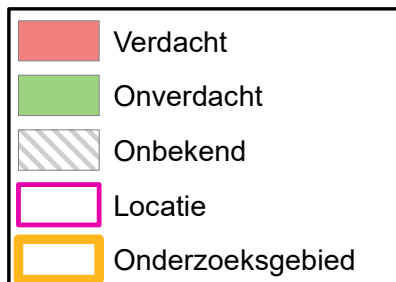 Verdacht
Onverdacht
Onbekend
Locatie
Onderzoeksgebied